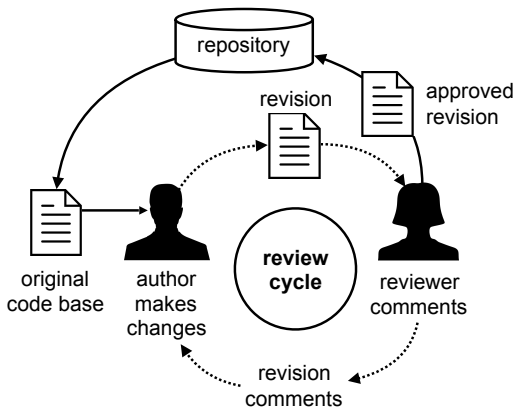 repository
revision
approved
revision
original
code base
author
makes
changes
review
cycle
reviewer
comments
revision
comments